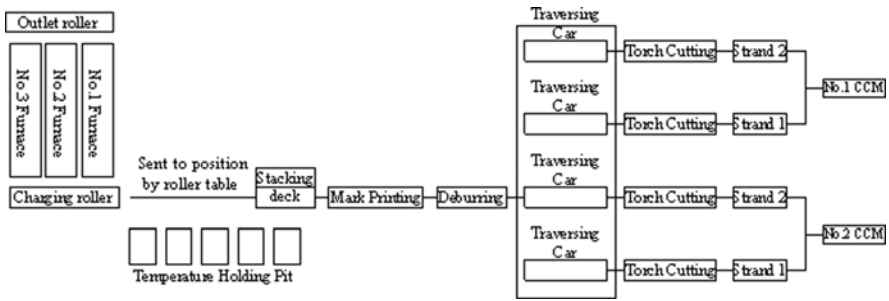 Outlet roller
No.3 Furnace
No.2 Furnace
No.1 Furnace
Charging roller
Sent to position
by roller table
Stacking
deck
Mark Printing
Deburring
Temperature Holding Pit
Traversing
Car
Torch Cutting
Strand 2
Traversing
Car
Torch Cutting
Strand 1
No.1 CCM
Traversing
Car
Torch Cutting
Strand 2
Traversing
Car
Torch Cutting
Strand 1
No.2 CCM